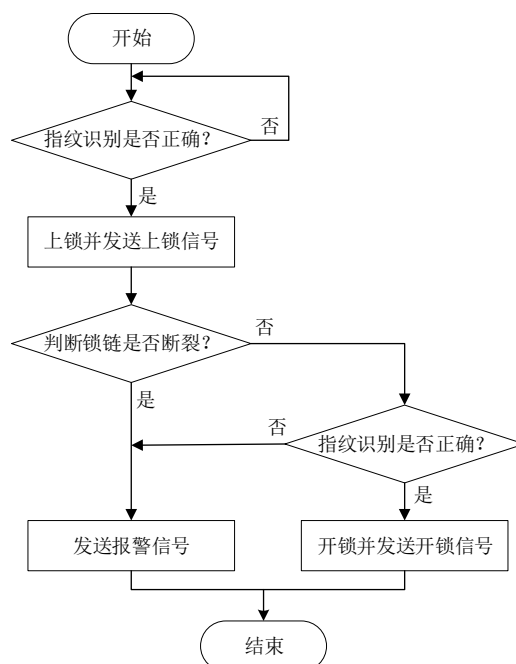 开始
指纹识别是否正确？
否
是
上锁并发送上锁信号
判断锁链是否断裂？
否
是
否
指纹识别是否正确？
是
发送报警信号
开锁并发送开锁信号
结束